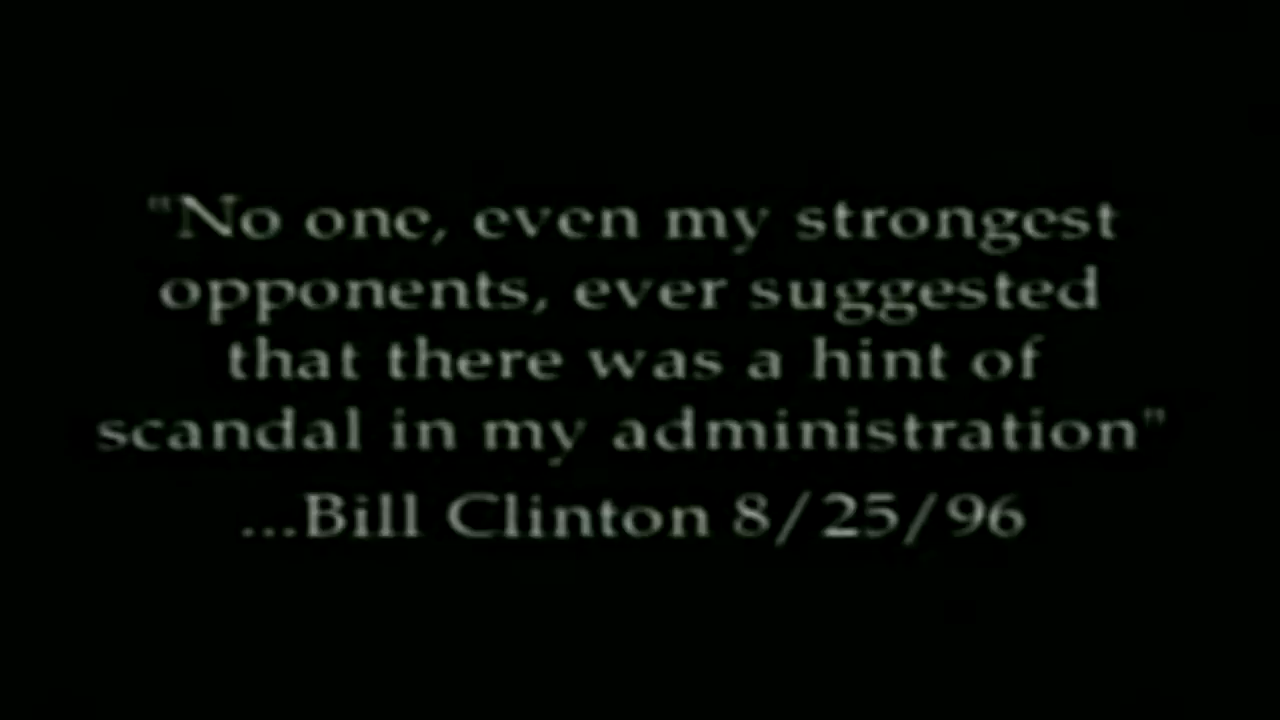 "No one, even my strongest
opponents, ever suggested
that there was a hint of
scandal in my administration"
...Bill Clinton 8/25/96